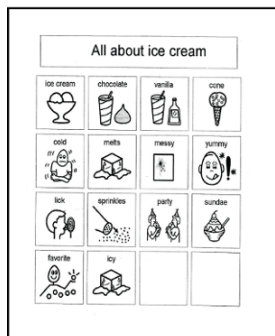 All about ice cream
ice cream chocolate vanilla cone
cold melts messy yummy
lick sprinkles party sundae
favorite icy